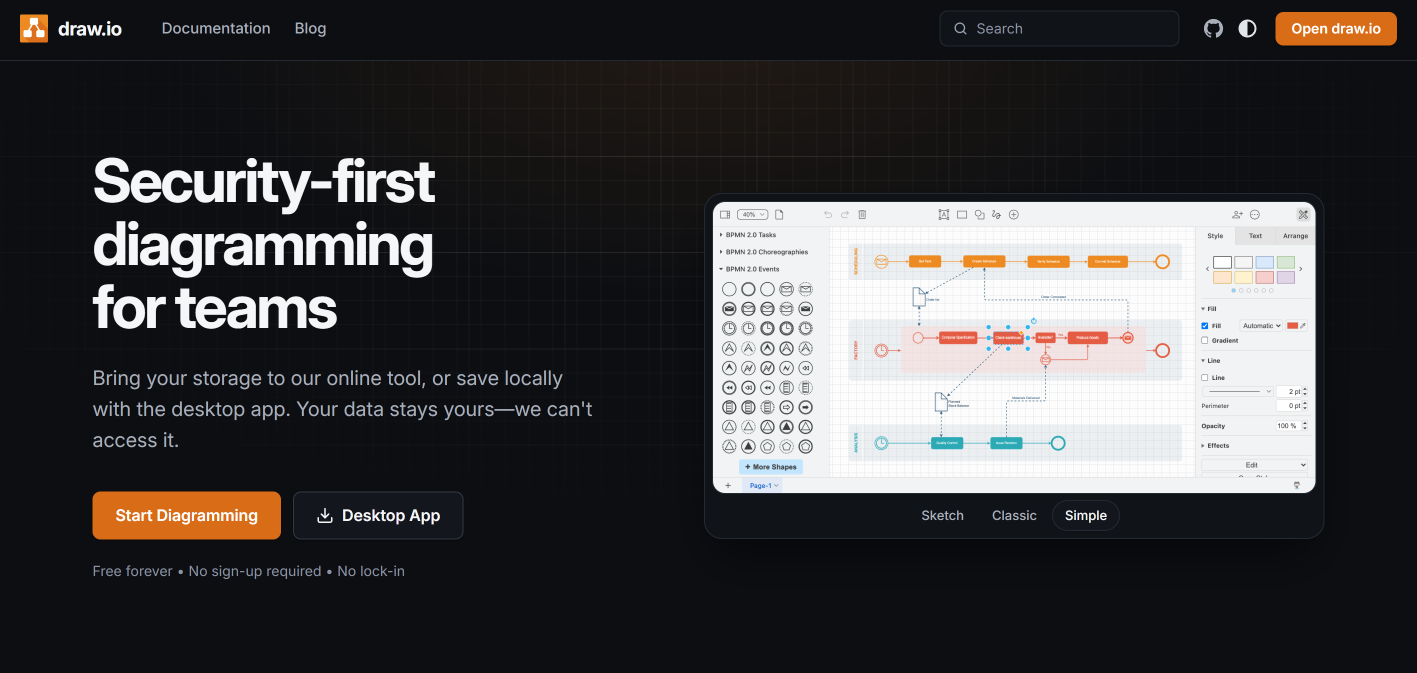 draw.io
Documentation
Blog
Search
Open draw.io
Security-first
diagramming
for teams
Bring your storage to our online tool, or save locally
with the desktop app. Your data stays yours—we can't
access it.
Start Diagramming
Desktop App
Free forever • No sign-up required • No lock-in
40%
BPMN 2.0 Tasks
BPMN 2.0 Choreographies
BPMN 2.0 Events
+ More Shapes
Page-1
Style
Text
Arrange
Fill
Fill
Automatic
Gradient
Line
Line
2 pt
Perimeter
0 pt
Opacity
100 %
Effects
Edit
Sketch
Classic
Simple